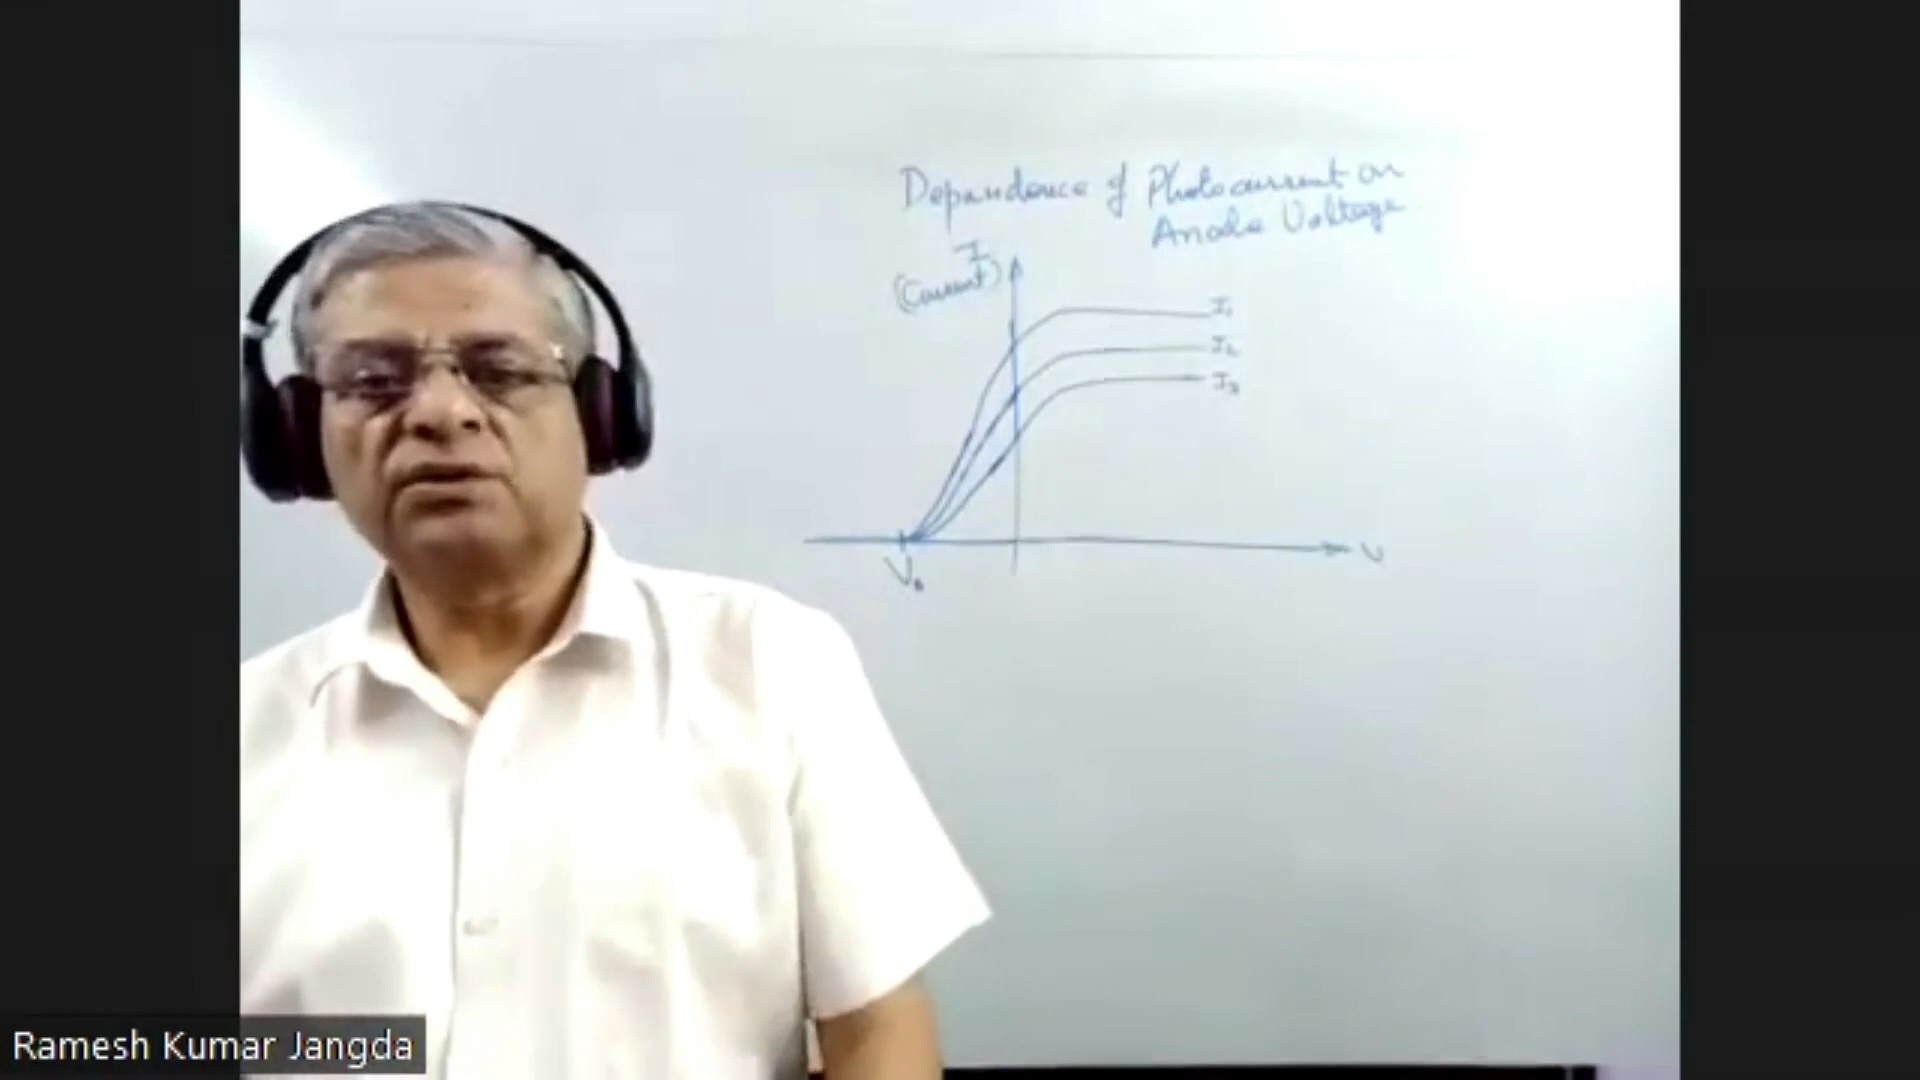 Dependence of Photocurrent on
Anode Voltage.
I
(Current)
I₁
I₂
I₃
V₀
V
Ramesh Kumar Jangda